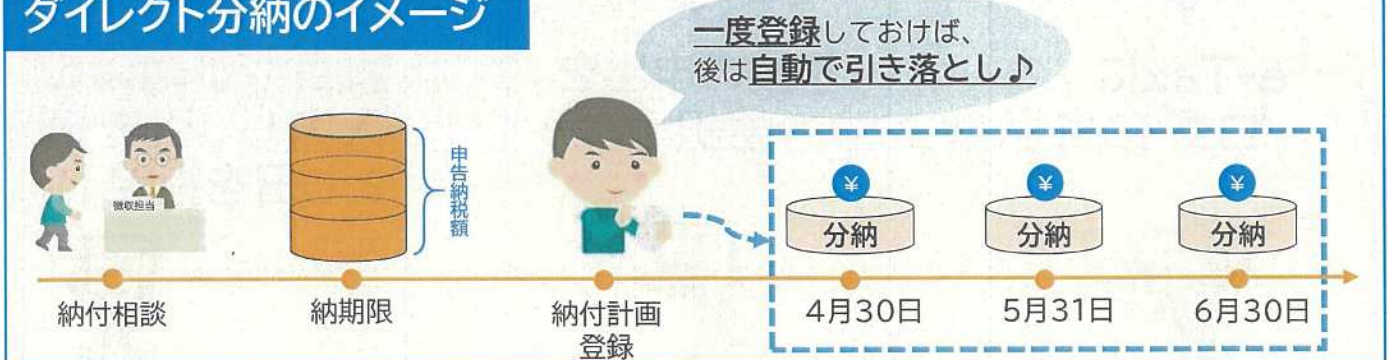 ダイレクト分納のイメージ
一度登録しておけば、
後は自動で引き落とし♪
徴収担当
申告納税額
¥
分納
¥
分納
¥
分納
納付相談
納期限
納付計画
登録
4月30日
5月31日
6月30日